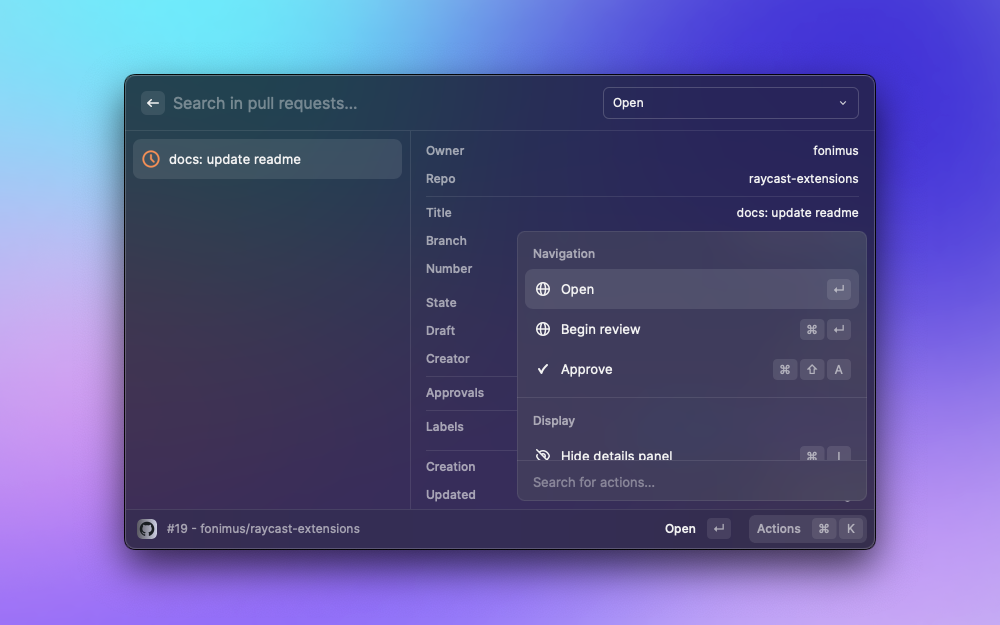 Search in pull requests...
Open
docs: update readme
Owner fonimus
Repo raycast-extensions
Title docs: update readme
Branch
Number
State
Draft
Creator
Approvals
Labels
Creation
Updated
Navigation
Open ↵
Begin review ⌘ ↵
Approve ⌘ ⇧ A
Display
Hide details panel ⌘
Search for actions...
#19 - fonimus/raycast-extensions
Open ↵
Actions ⌘ K